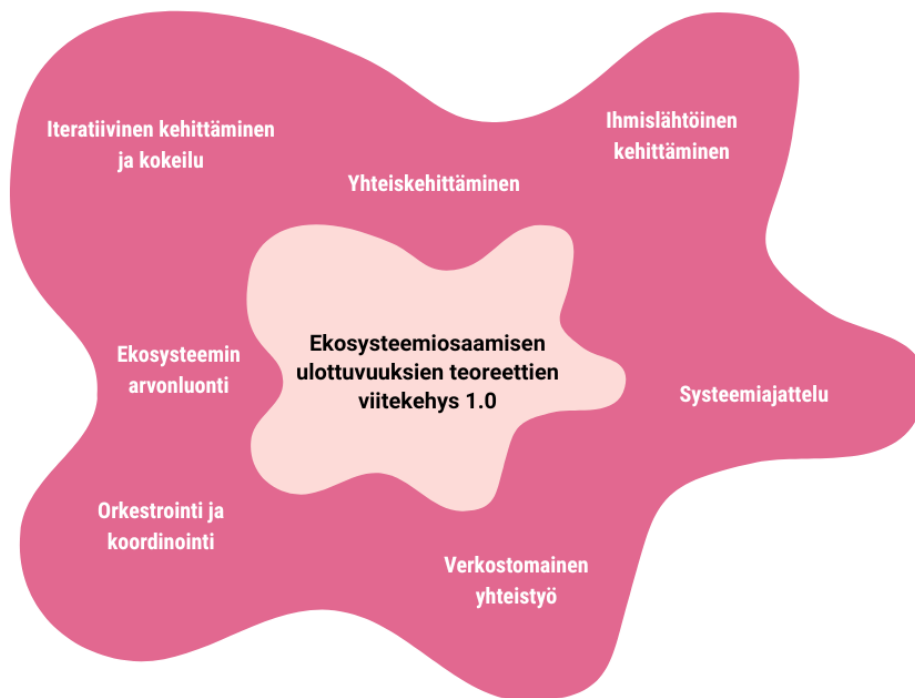 Iteratiivinen kehittäminen
ja kokeilu
Yhteiskehittäminen
Ihmislähtöinen
kehittäminen
Ekosysteemin
arvonluonti
Ekosysteemiosaamisen
ulottuvuuksien teoreettien
viitekehys 1.0
Systeemiajattelu
Orkestrointi ja
koordinointi
Verkostomainen
yhteistyö